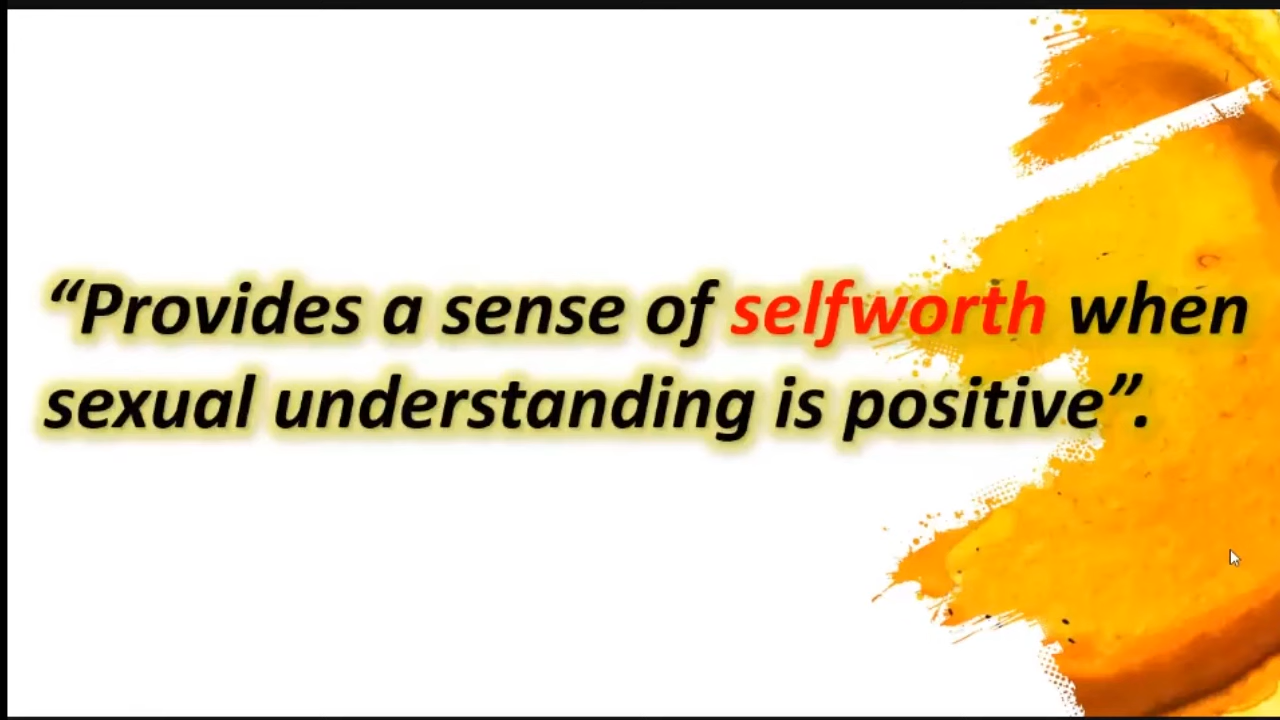 “Provides a sense of selfworth when
sexual understanding is positive”.